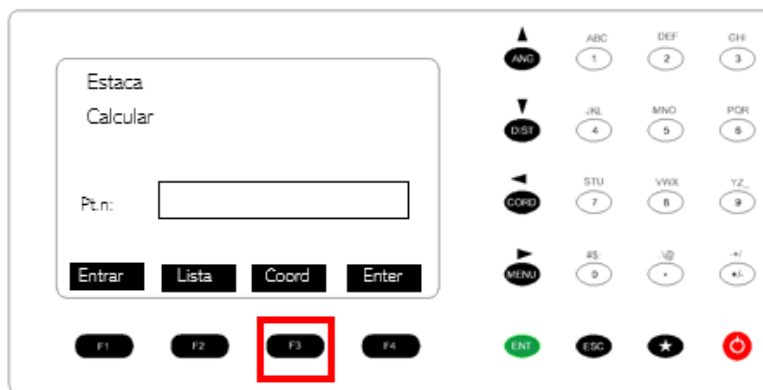 Estaca
Calcular
Pt.n:
Entrar Lista Coord Enter
F1 F2 F3 F4
ABC DEF GHI
ANG 1 2 3
JKL MNO PQR
DIST 4 5 6
STU VWX YZ_
CORD 7 8 9
#$ .\@ -+/
MENU 0 . +/-
ENT ESC